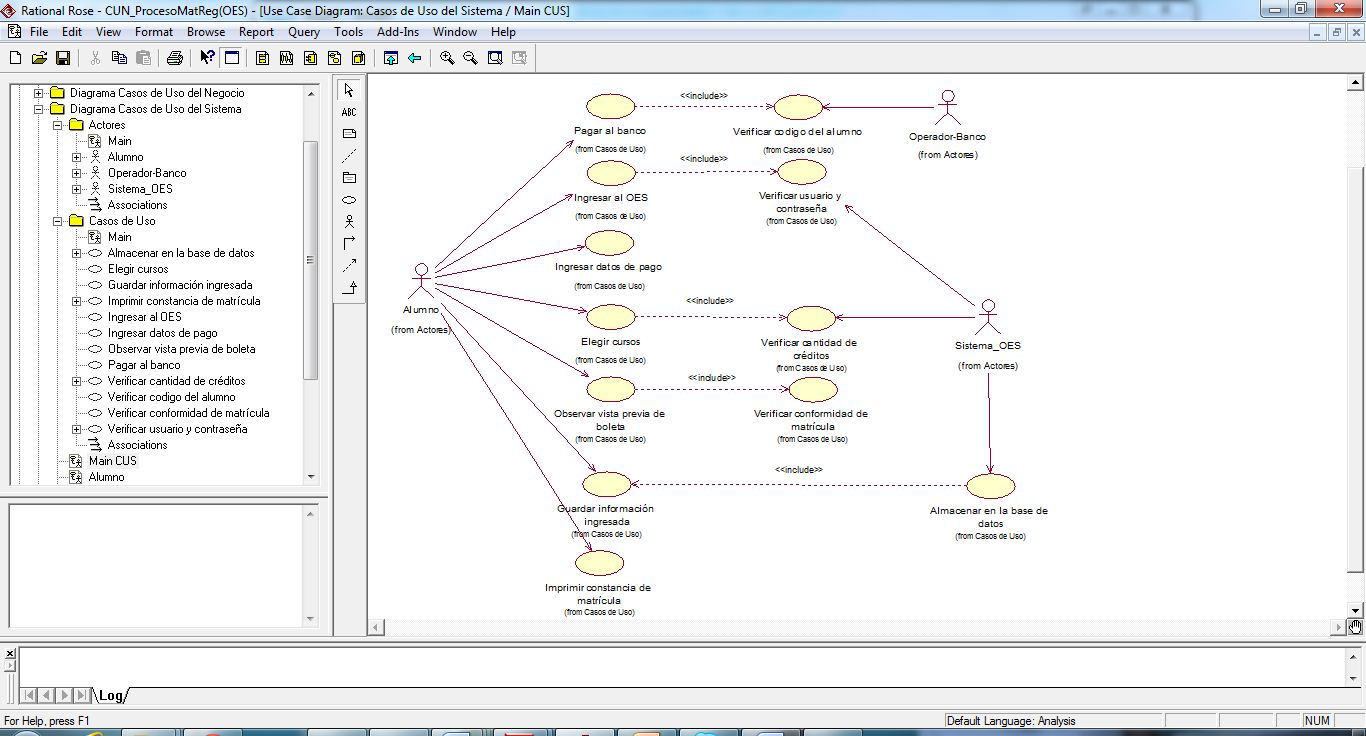 Rational Rose - CUN_ProcesoMatReg(OES) - [Use Case Diagram: Casos de Uso del Sistema / Main CUS]
File Edit View Format Browse Report Query Tools Add-Ins Window Help
Diagrama Casos de Uso del Negocio
Diagrama Casos de Uso del Sistema
Actores
Main
Alumno
Operador-Banco
Sistema_OES
Associations
Casos de Uso
Main
Almacenar en la base de datos
Elegir cursos
Guardar información ingresada
Imprimir constancia de matrícula
Ingresar al OES
Ingresar datos de pago
Observar vista previa de boleta
Pagar al banco
Verificar cantidad de créditos
Verificar codigo del alumno
Verificar conformidad de matrícula
Verificar usuario y contraseña
Associations
Main CUS
Alumno
ABC
Alumno
(from Actores)
Pagar al banco
(from Casos de Uso)
<<include>>
Verificar codigo del alumno
(from Casos de Uso)
Operador-Banco
(from Actores)
Ingresar al OES
(from Casos de Uso)
<<include>>
Verificar usuario y
contraseña
(from Casos de Uso)
Ingresar datos de pago
(from Casos de Uso)
Elegir cursos
(from Casos de Uso)
<<include>>
Verificar cantidad de
créditos
(from Casos de Uso)
Sistema_OES
(from Actores)
Observar vista previa de
boleta
(from Casos de Uso)
<<include>>
Verificar conformidad de
matrícula
(from Casos de Uso)
<<include>>
Guardar información
ingresada
(from Casos de Uso)
Almacenar en la base de
datos
(from Casos de Uso)
Imprimir constancia de
matrícula
(from Casos de Uso)
Log
For Help, press F1
Default Language: Analysis
NUM